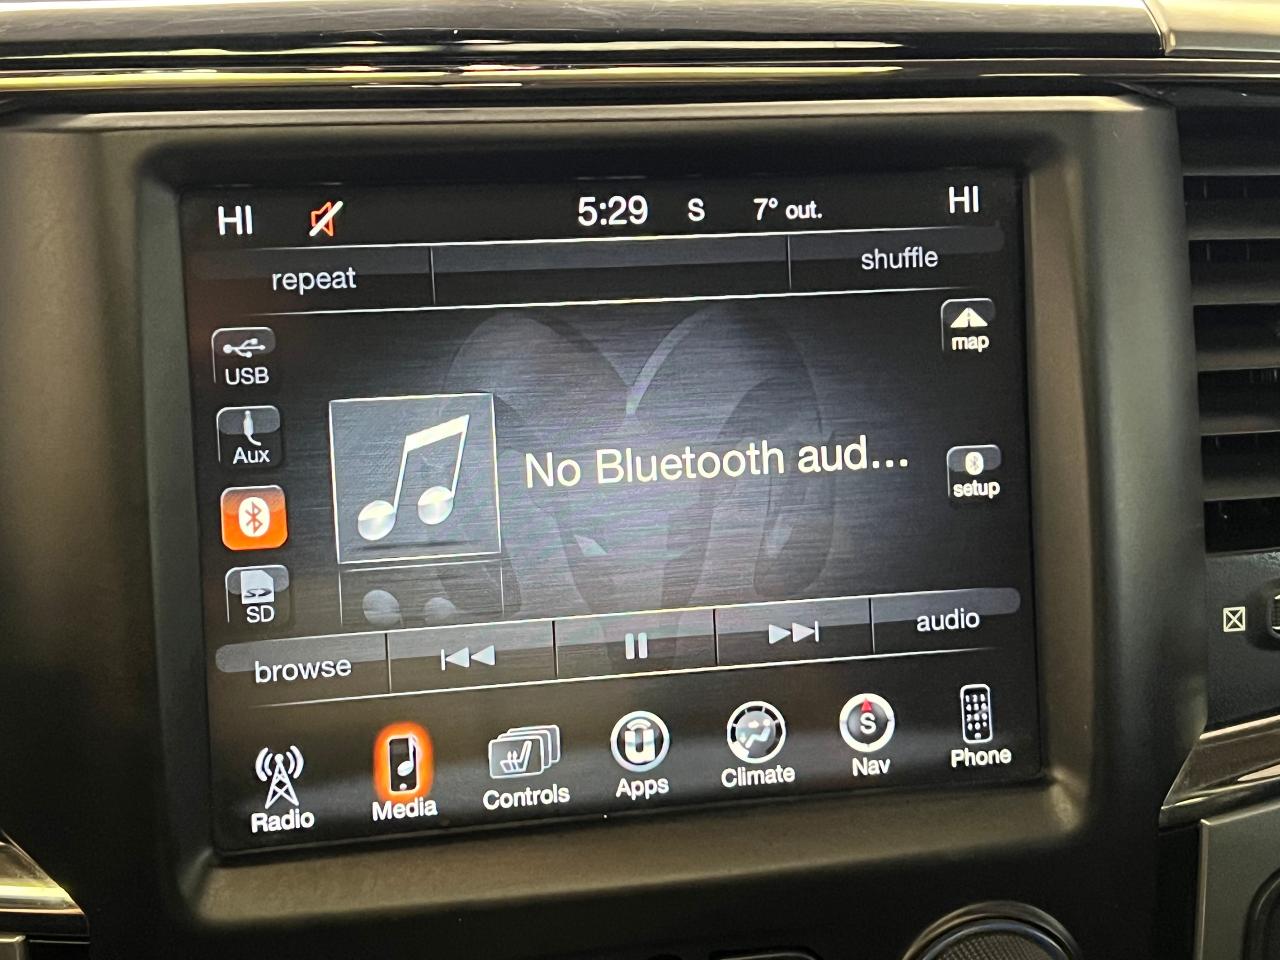 HI 5:29 S 7° out. HI
repeat shuffle
map
USB
Aux
No Bluetooth aud...
setup
SD
browse audio
Radio Media Controls Apps Climate S Nav Phone